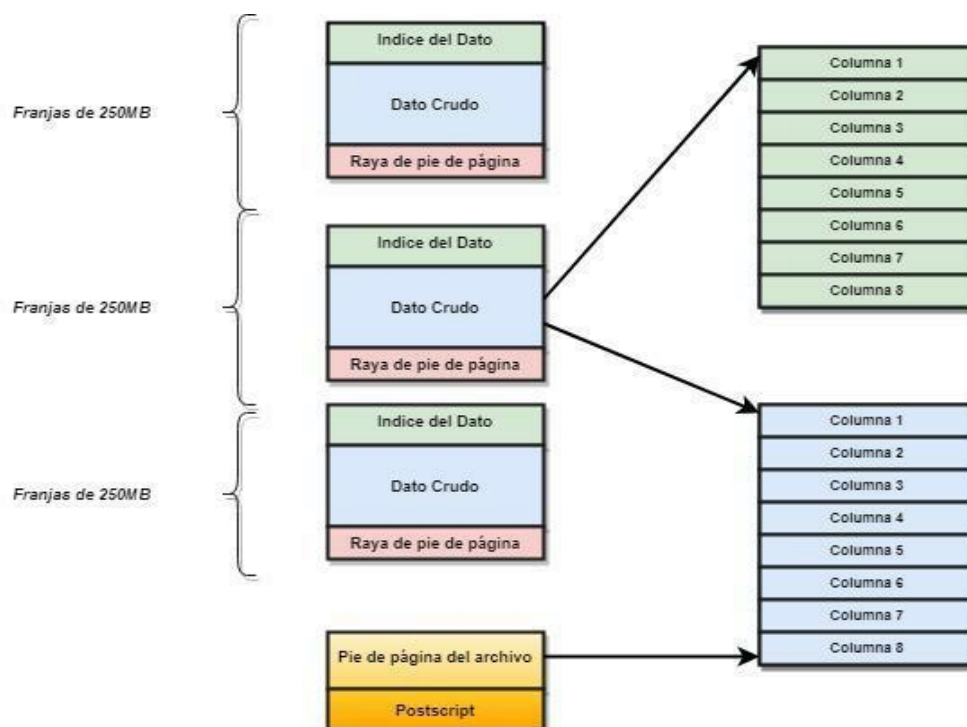 Franjas de 250MB
Indice del Dato
Dato Crudo
Raya de pie de página
Franjas de 250MB
Indice del Dato
Dato Crudo
Raya de pie de página
Franjas de 250MB
Indice del Dato
Dato Crudo
Raya de pie de página
Pie de página del archivo
Postscript
Columna 1
Columna 2
Columna 3
Columna 4
Columna 5
Columna 6
Columna 7
Columna 8
Columna 1
Columna 2
Columna 3
Columna 4
Columna 5
Columna 6
Columna 7
Columna 8